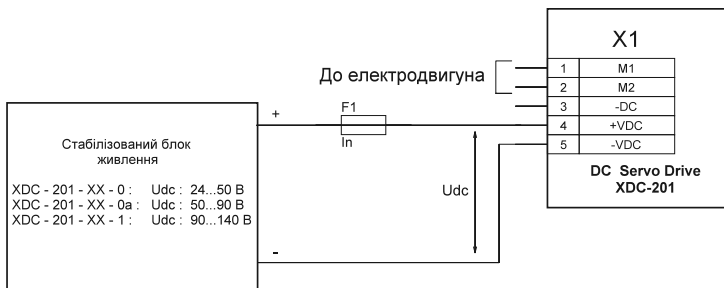 X1
До електродвигуна
1 M1
2 M2
3 -DC
4 +VDC
5 -VDC
DC Servo Drive
XDC-201
+
F1
In
Стабілізований блок
живлення
XDC - 201 - XX - 0 : Udc : 24...50 В
XDC - 201 - XX - 0a : Udc : 50...90 В
XDC - 201 - XX - 1 : Udc : 90...140 В
Udc
-